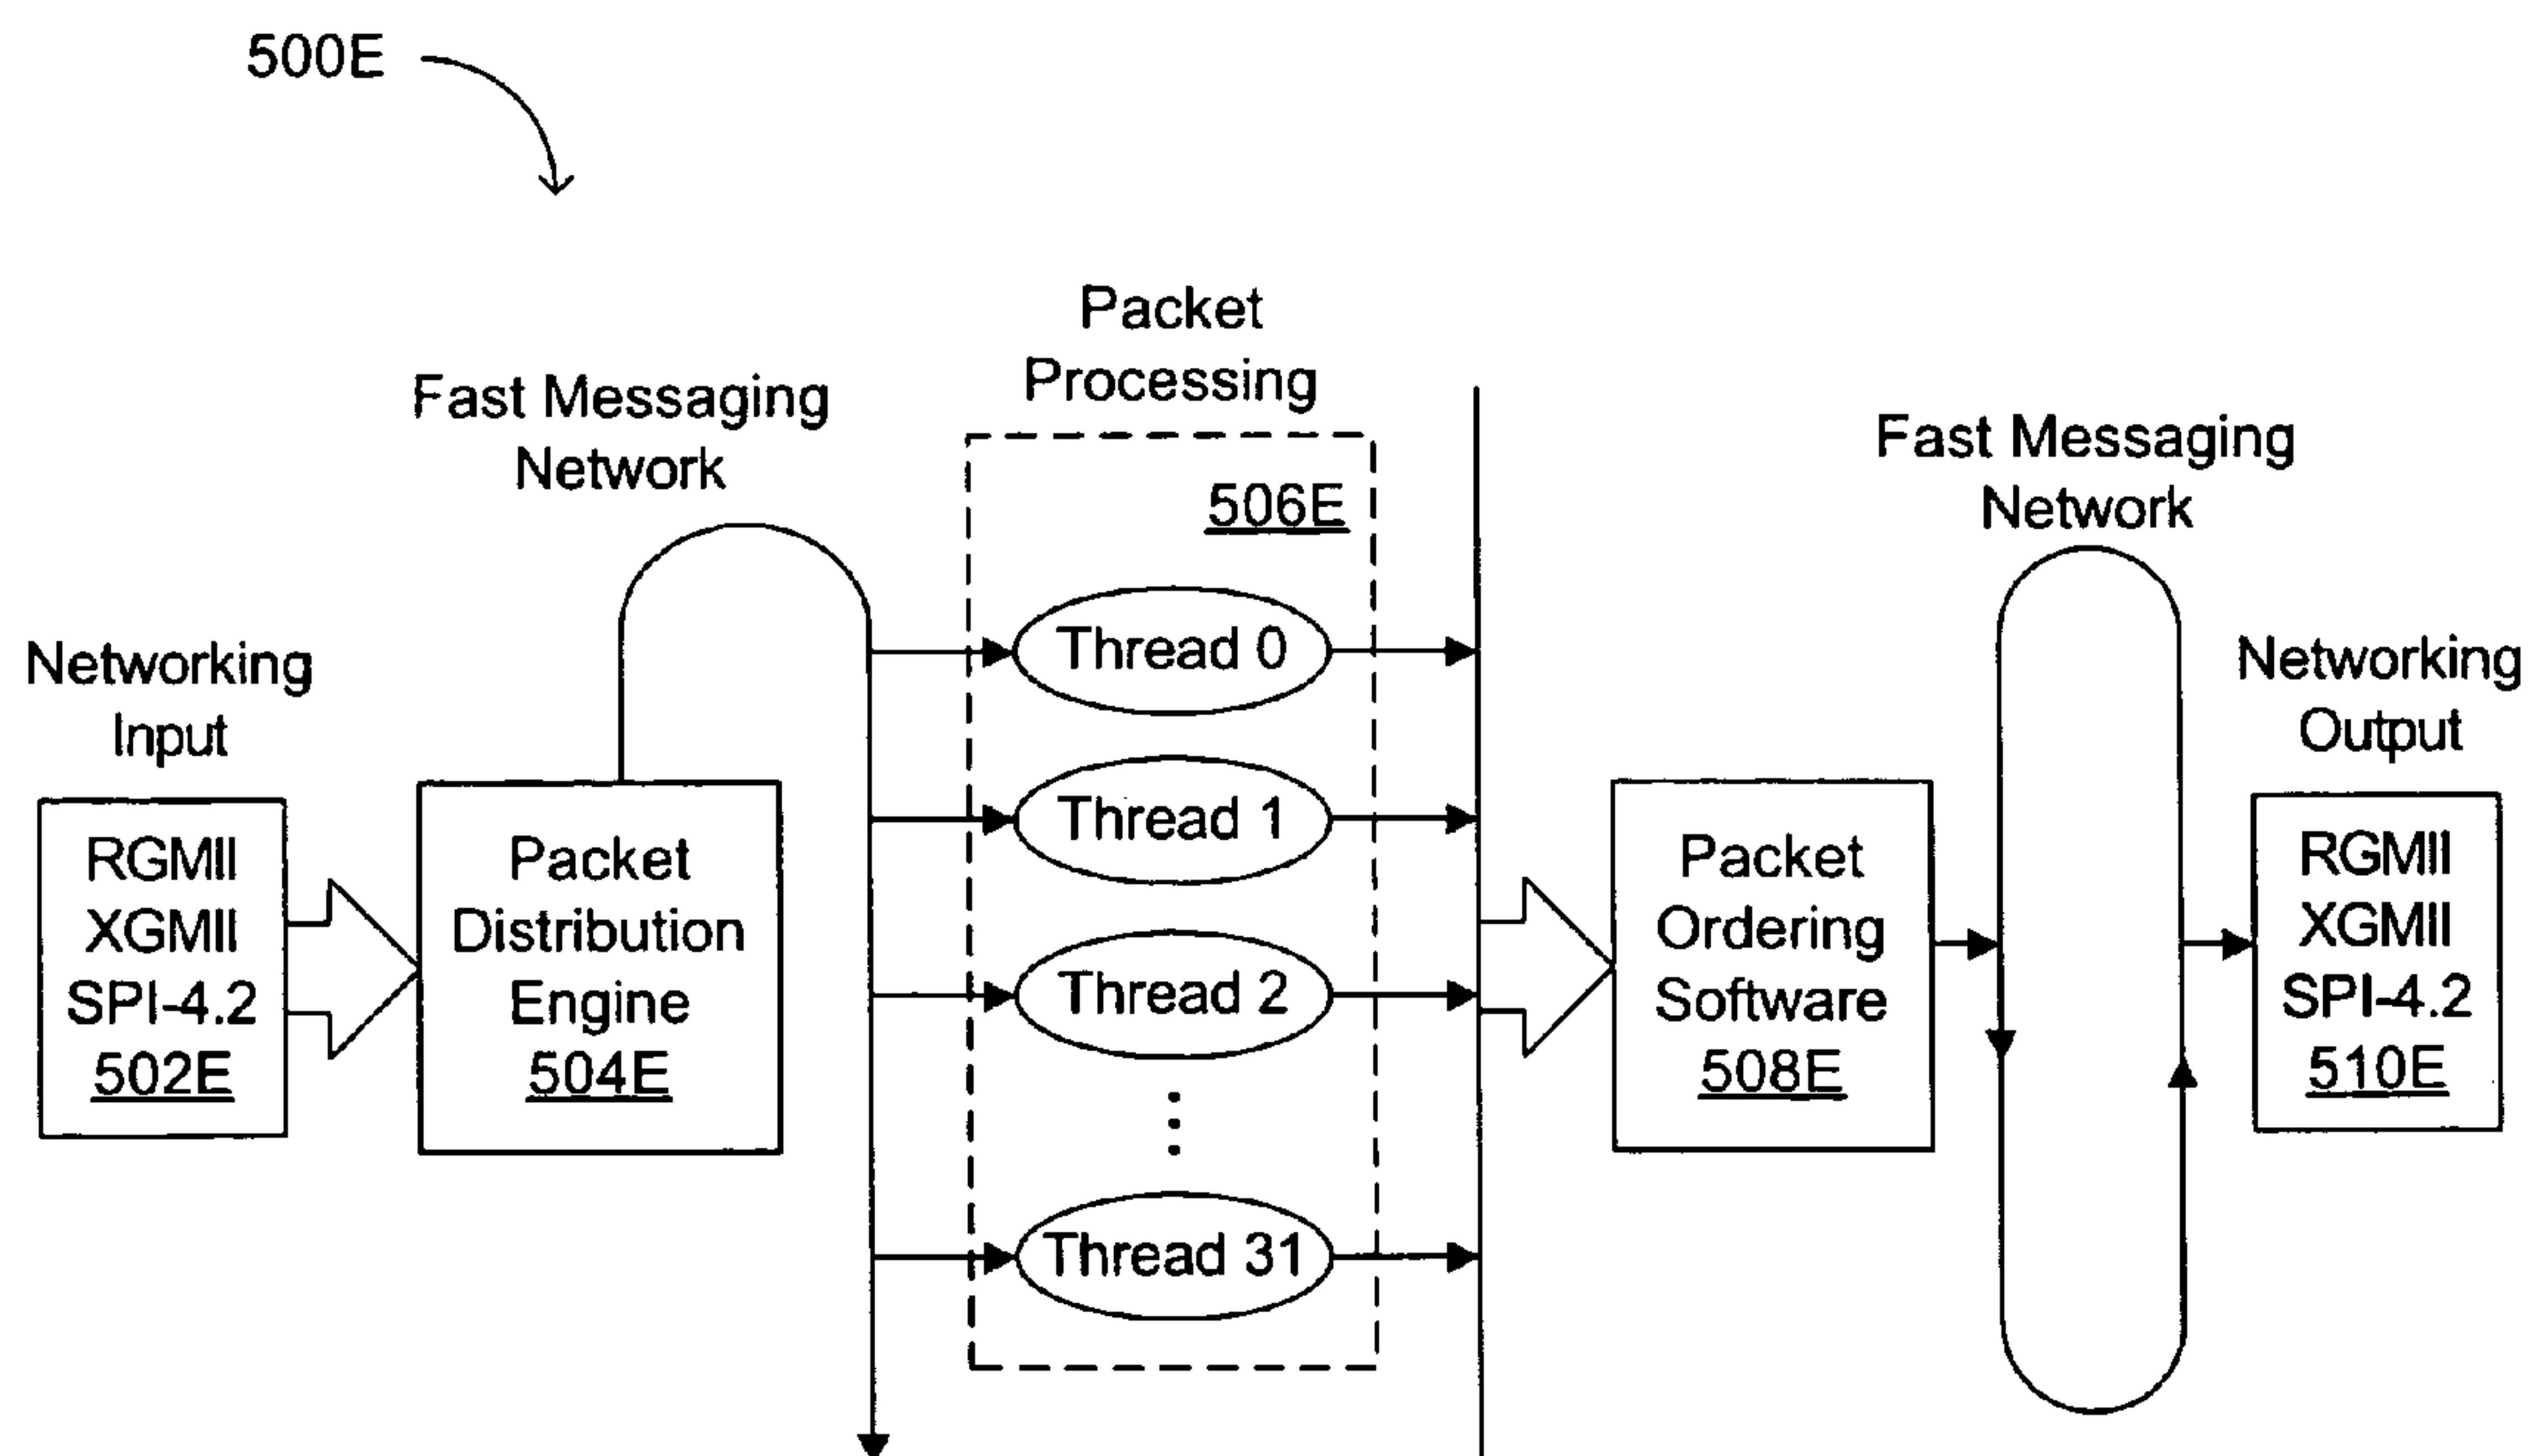 500E
Packet
Processing
Fast Messaging
Network
Fast Messaging
Network
506E
Networking
Input
Thread 0
Networking
Output
RGMII
XGMII
SPI-4.2
502E
Packet
Distribution
Engine
504E
Thread 1
Thread 2
Thread 31
Packet
Ordering
Software
508E
RGMII
XGMII
SPI-4.2
510E